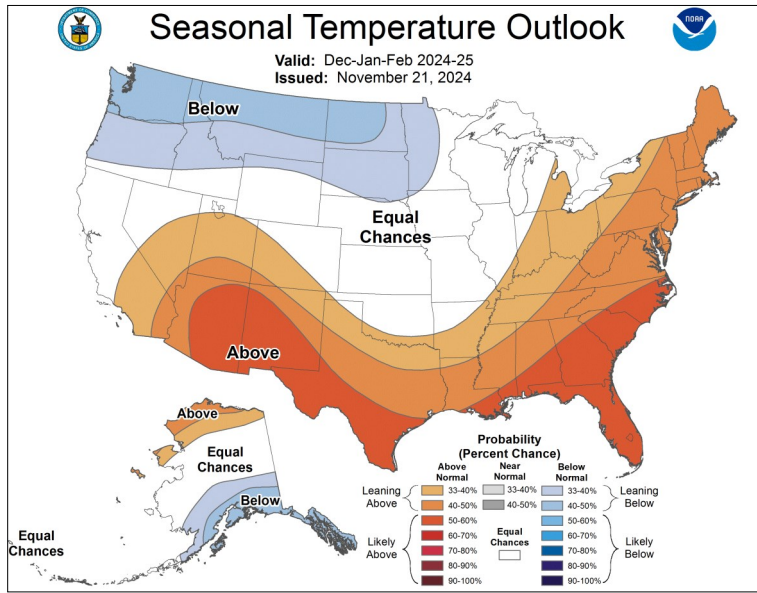 Seasonal Temperature Outlook
NOAA
Valid: Dec-Jan-Feb 2024-25
Issued: November 21, 2024
Below
Equal
Chances
Above
Above
Equal
Chances
Below
Equal
Chances
Probability
(Percent Chance)
Above
Normal
Near
Normal
Below
Normal
Leaning
Above
33-40%
40-50%
33-40%
40-50%
33-40%
40-50%
Leaning
Below
Likely
Above
50-60%
60-70%
70-80%
80-90%
90-100%
Equal
Chances
50-60%
60-70%
70-80%
80-90%
90-100%
Likely
Below